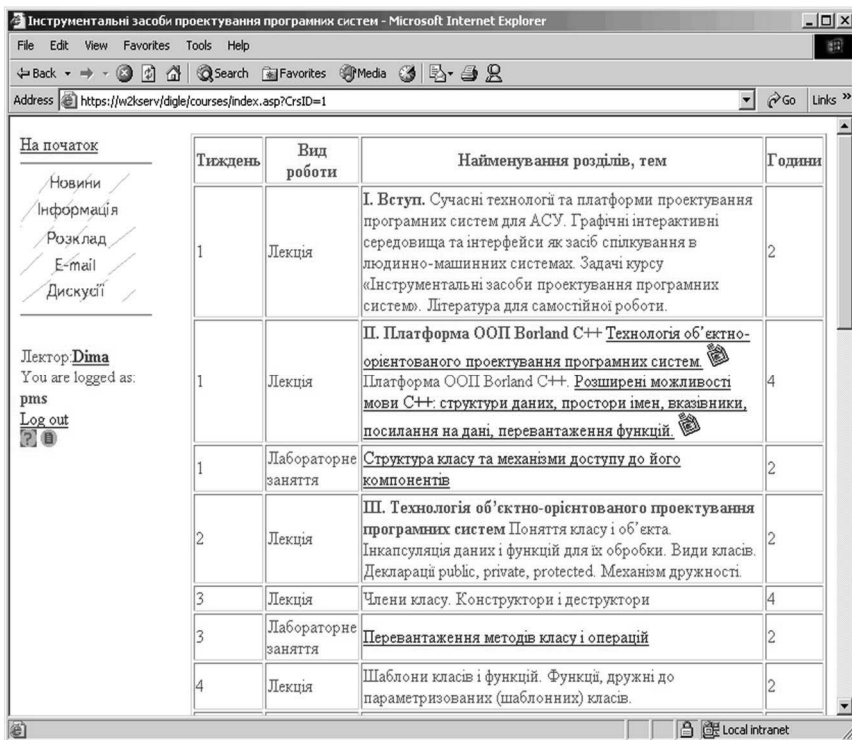 Інструментальні засоби проектування програмних систем - Microsoft Internet Explorer
File Edit View Favorites Tools Help
Back Search Favorites Media
Address https://w2kserv/digle/courses/index.asp?CrsID=1 Go Links »
На початок
Новини
Інформація
Розклад
E-mail
Дискусії
Лектор:Dima
You are logged as:
pms
Log out
Тиждень Вид роботи Найменування розділів, тем Години
1 Лекція
І. Вступ. Сучасні технології та платформи проектування
програмних систем для АСУ. Графічні інтерактивні
середовища та інтерфейси як засіб спілкування в
людинно-машинних системах. Задачі курсу
«Інструментальні засоби проектування програмних
систем». Література для самостійної роботи.
2
1 Лекція
ІІ. Платформа ООП Borland C++ Технологія об'єктно-
орієнтованого проектування програмних систем.
Платформа ООП Borland C++. Розширені можливості
мови C++: структури даних, простори імен, вказівники,
посилання на дані, перевантаження функцій.
4
1 Лабораторне заняття
Структура класу та механізми доступу до його
компонентів
2
2 Лекція
ІІІ. Технологія об'єктно-орієнтованого проектування
програмних систем Поняття класу і об'єкта.
Інкапсуляція даних і функцій для їх обробки. Види класів.
Декларації public, private, protected. Механізм дружності.
2
3 Лекція Члени класу. Конструктори і деструктори 4
3 Лабораторне заняття Перевантаження методів класу і операцій 2
4 Лекція
Шаблони класів і функцій. Функції, дружні до
параметризованих (шаблонних) класів.
2
Local intranet